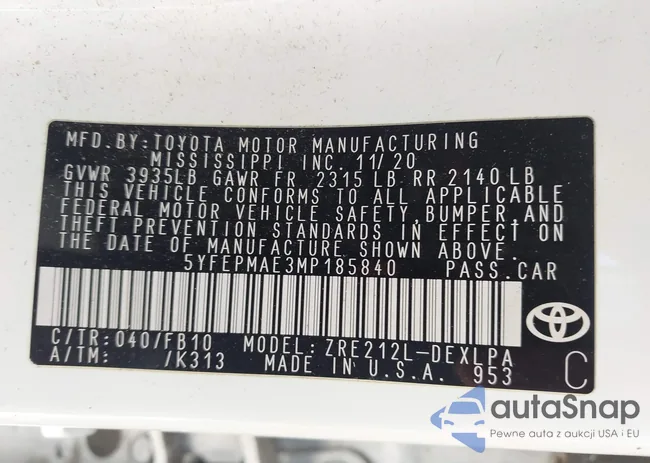 MFD. BY: TOYOTA MOTOR MANUFACTURING
MISSISSIPPI INC. 11/20
GVWR 3935LB GAWR FR 2315 LB RR 2140 LB
THIS VEHICLE CONFORMS TO ALL APPLICABLE
FEDERAL MOTOR VEHICLE SAFETY, BUMPER, AND
THEFT PREVENTION STANDARDS IN EFFECT ON
THE DATE OF MANUFACTURE SHOWN ABOVE.
5YFEPMAE3MP185840 PASS. CAR
C/TR: 040/FB10 MODEL: ZRE212L-DEXLPA
A/TM: /K313 MADE IN U.S.A. 953
C
autaSnap
Pewne auta z aukcji USA i EU